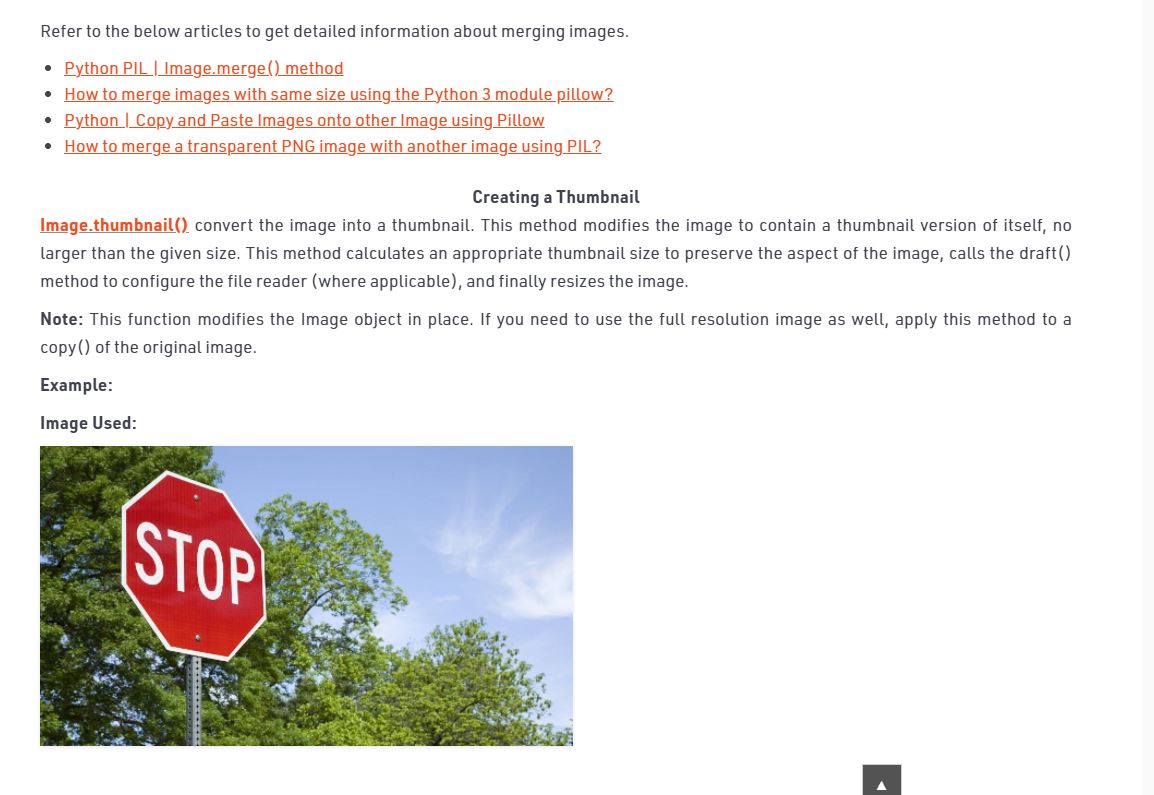 Refer to the below articles to get detailed information about merging images.
Python PIL | Image.merge() method
How to merge images with same size using the Python 3 module pillow?
Python | Copy and Paste Images onto other Image using Pillow
How to merge a transparent PNG image with another image using PIL?
Creating a Thumbnail
Image.thumbnail() convert the image into a thumbnail. This method modifies the image to contain a thumbnail version of itself, no
larger than the given size. This method calculates an appropriate thumbnail size to preserve the aspect of the image, calls the draft()
method to configure the file reader (where applicable), and finally resizes the image.
Note: This function modifies the Image object in place. If you need to use the full resolution image as well, apply this method to a
copy() of the original image.
Example:
Image Used:
STOP